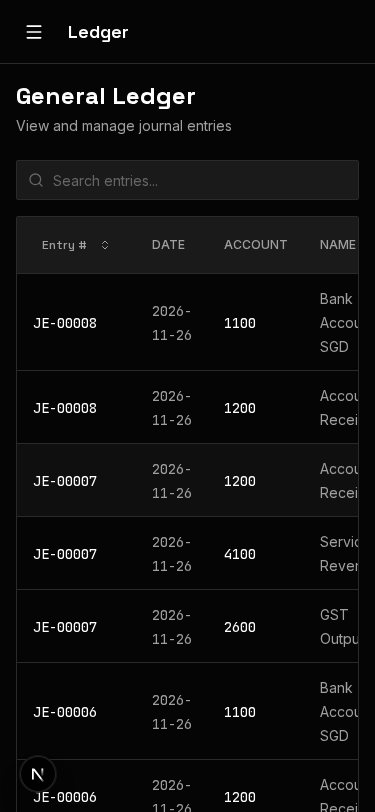 Ledger
General Ledger
View and manage journal entries
Search entries...
Entry # DATE ACCOUNT NAME
JE-00008 2026-11-26 1100 Bank Accou SGD
JE-00008 2026-11-26 1200 Accou Recei
JE-00007 2026-11-26 1200 Accou Recei
JE-00007 2026-11-26 4100 Servic Rever
JE-00007 2026-11-26 2600 GST Outpu
JE-00006 2026-11-26 1100 Bank Accou SGD
JE-00006 2026-11-26 1200 Accou Recei
N